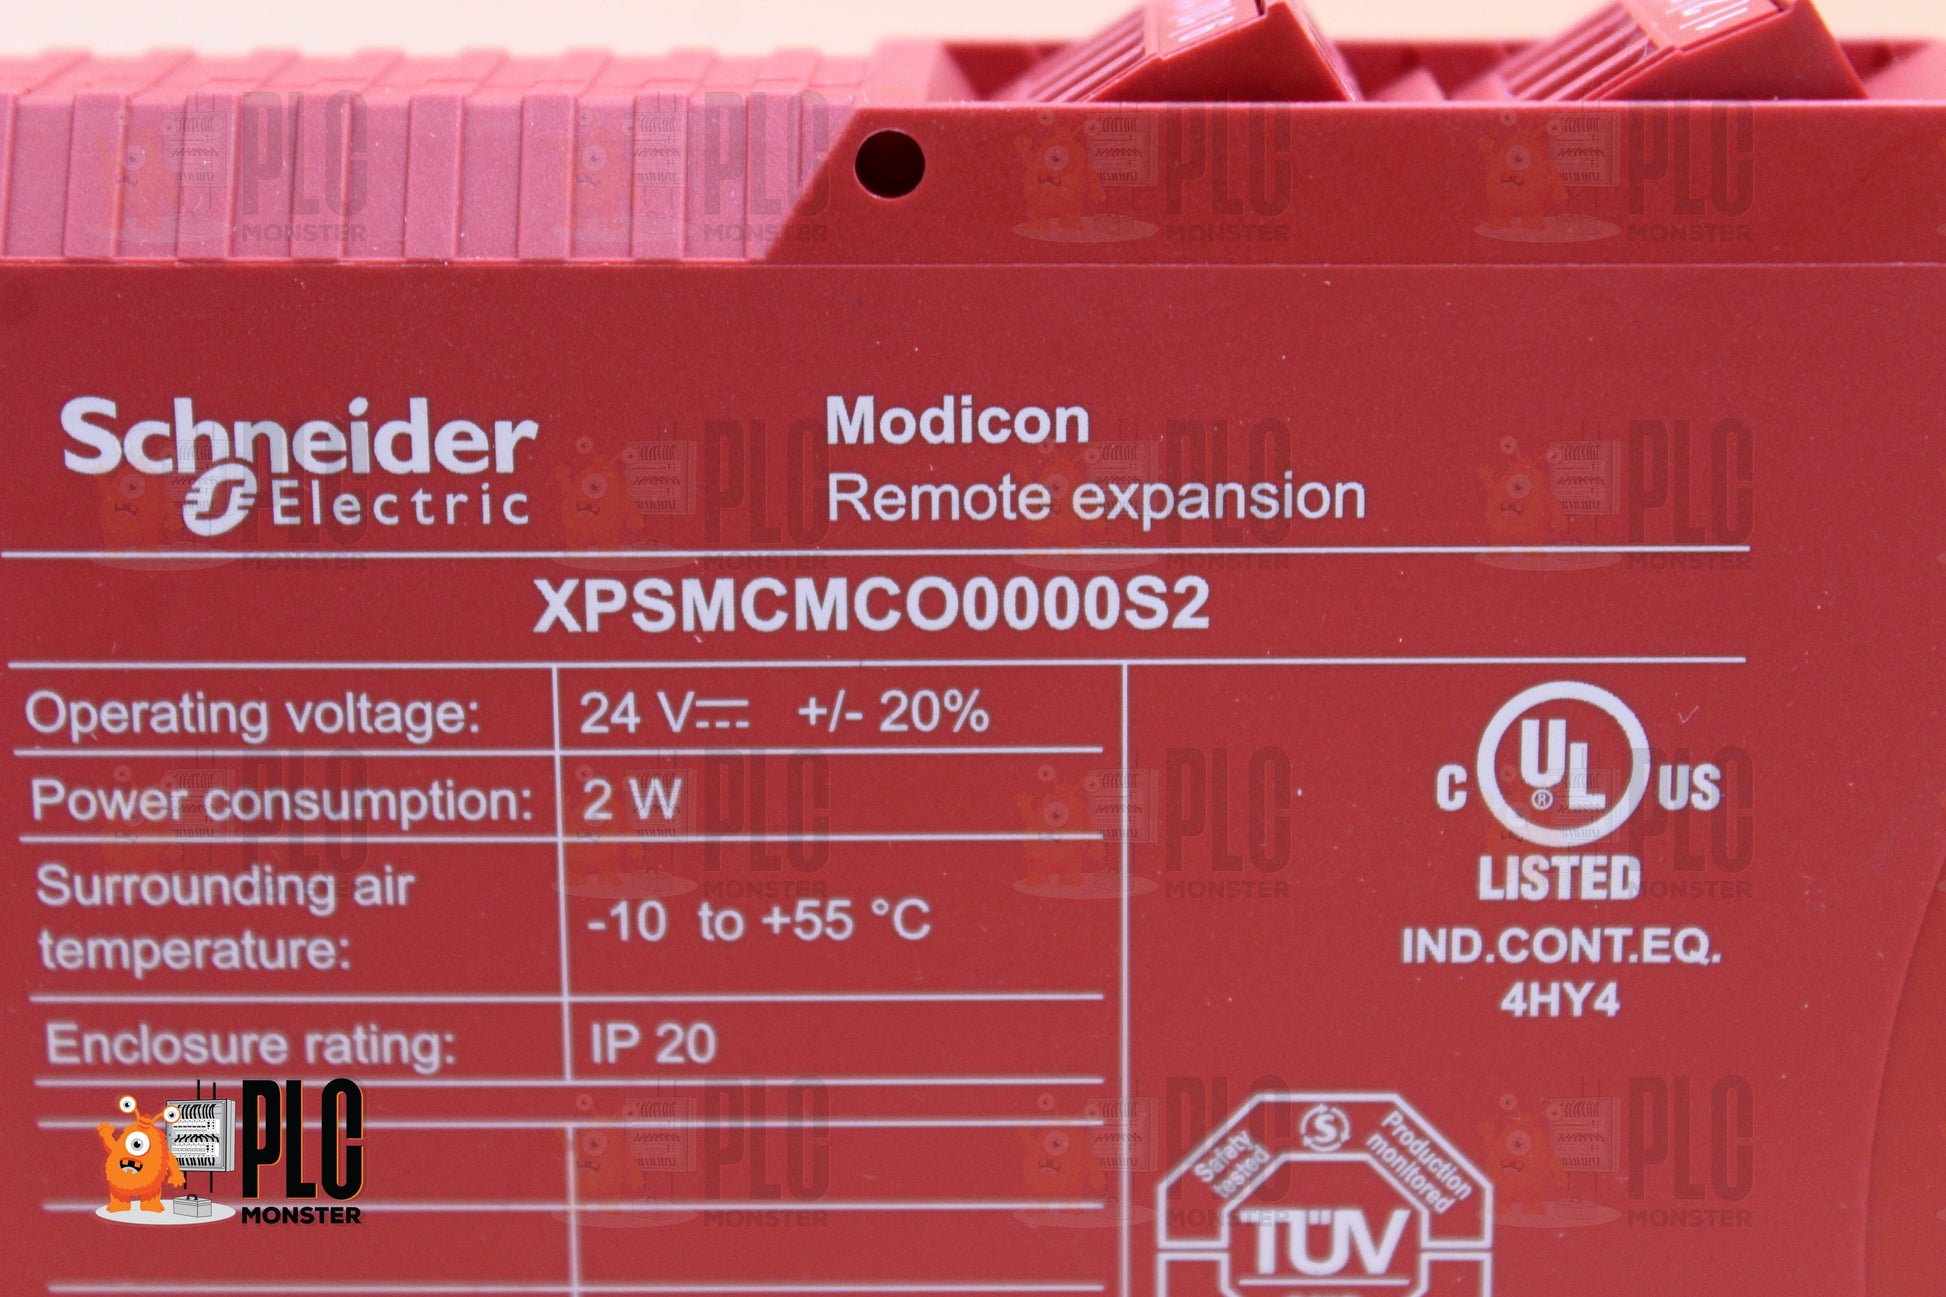 Schneider
Electric
Modicon
Remote expansion
XPSMCMCO0000S2
Operating voltage: 24 V⎓ +/- 20%
Power consumption: 2 W
Surrounding air
temperature: -10 to +55 °C
Enclosure rating: IP 20
C UL® US
LISTED
IND.CONT.EQ.
4HY4
Safety
tested
S
Production
monitored
TÜV
PLC
MONSTER